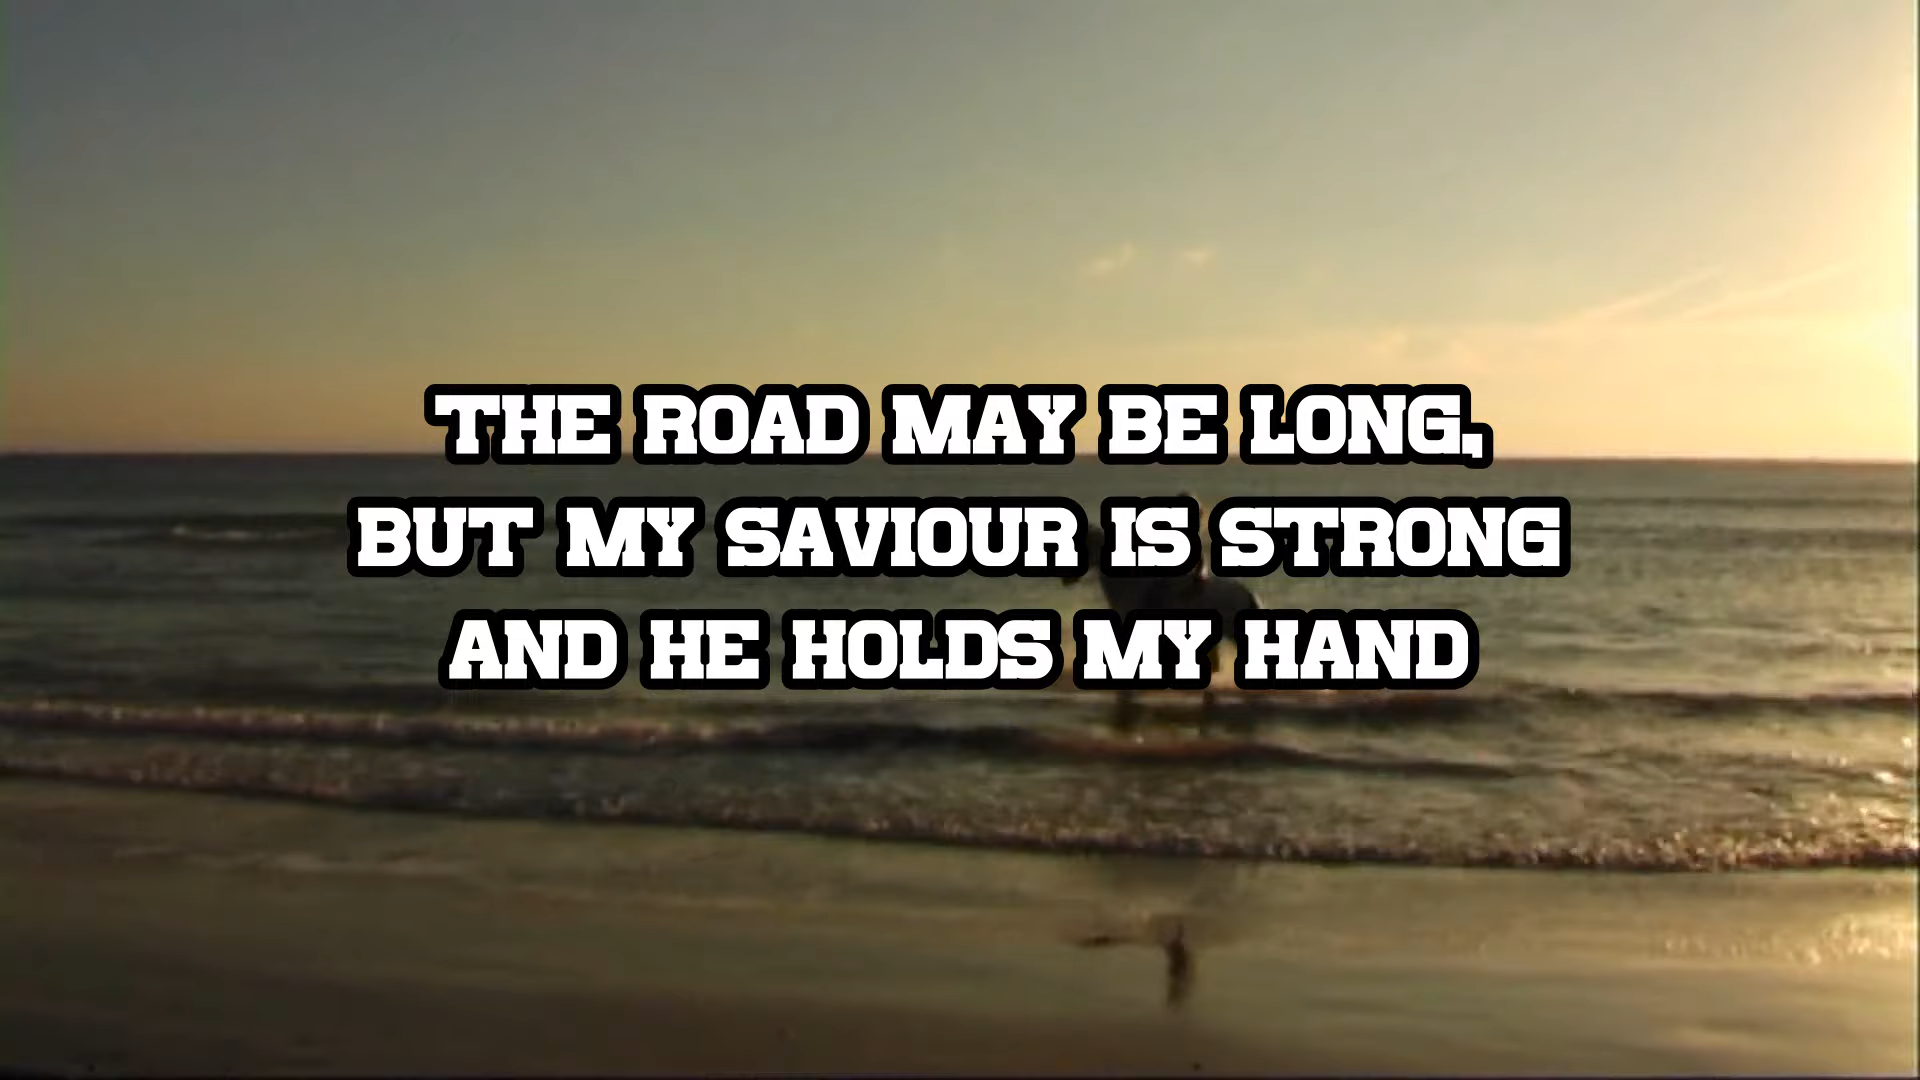 THE ROAD MAY BE LONG,
BUT MY SAVIOUR IS STRONG
AND HE HOLDS MY HAND